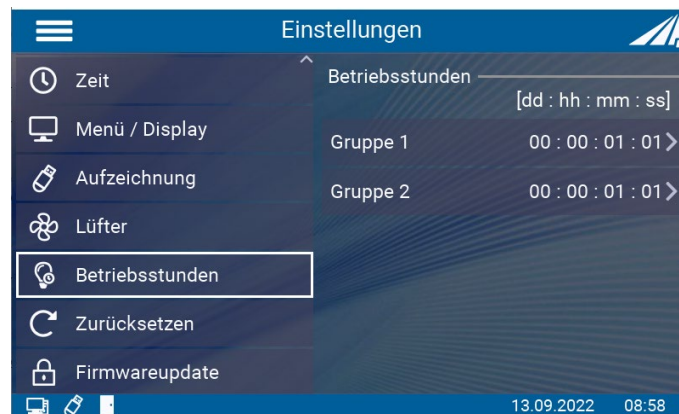 Einstellungen
Zeit
Menü / Display
Aufzeichnung
Lüfter
Betriebsstunden
Zurücksetzen
Firmwareupdate
Betriebsstunden
[dd : hh : mm : ss]
Gruppe 1 00 : 00 : 01 : 01
Gruppe 2 00 : 00 : 01 : 01
13.09.2022 08:58